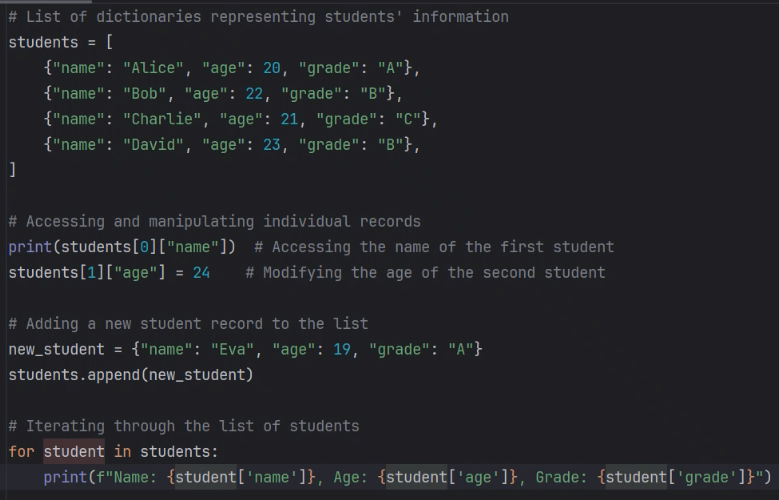 # List of dictionaries representing students' information
students = [
    {"name": "Alice", "age": 20, "grade": "A"},
    {"name": "Bob", "age": 22, "grade": "B"},
    {"name": "Charlie", "age": 21, "grade": "C"},
    {"name": "David", "age": 23, "grade": "B"},
]
# Accessing and manipulating individual records
print(students[0]["name"])  # Accessing the name of the first student
students[1]["age"] = 24    # Modifying the age of the second student
# Adding a new student record to the list
new_student = {"name": "Eva", "age": 19, "grade": "A"}
students.append(new_student)
# Iterating through the list of students
for student in students:
    print(f"Name: {student['name']}, Age: {student['age']}, Grade: {student['grade']}")